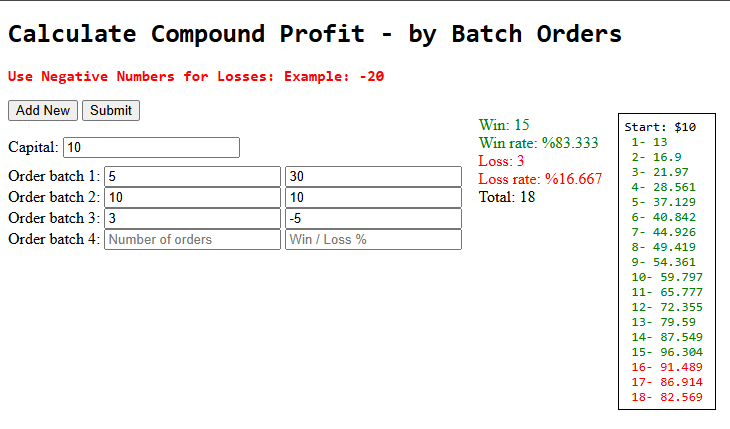 Calculate Compound Profit - by Batch Orders
Use Negative Numbers for Losses: Example: -20
Add New Submit
Capital: 10
Order batch 1: 5 30
Order batch 2: 10 10
Order batch 3: 3 -5
Order batch 4: Number of orders Win / Loss %
Win: 15
Win rate: %83.333
Loss: 3
Loss rate: %16.667
Total: 18
Start: $10
1- 13
2- 16.9
3- 21.97
4- 28.561
5- 37.129
6- 40.842
7- 44.926
8- 49.419
9- 54.361
10- 59.797
11- 65.777
12- 72.355
13- 79.59
14- 87.549
15- 96.304
16- 91.489
17- 86.914
18- 82.569